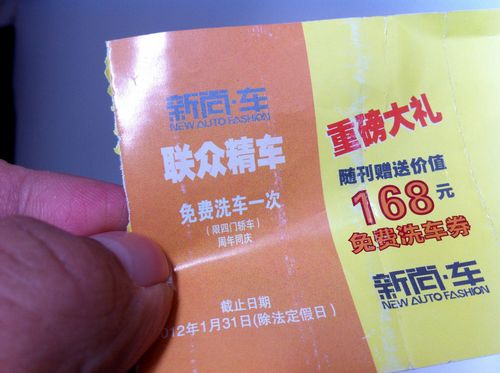 新尚·车
NEW AUTO FASHION
联众精车
免费洗车一次
(限四门轿车)
周年同庆
截止日期
012年1月31日(除法定假日)
重磅大礼
随刊赠送价值
168元
免费洗车券
新尚·车
NEW AUTO FASHION